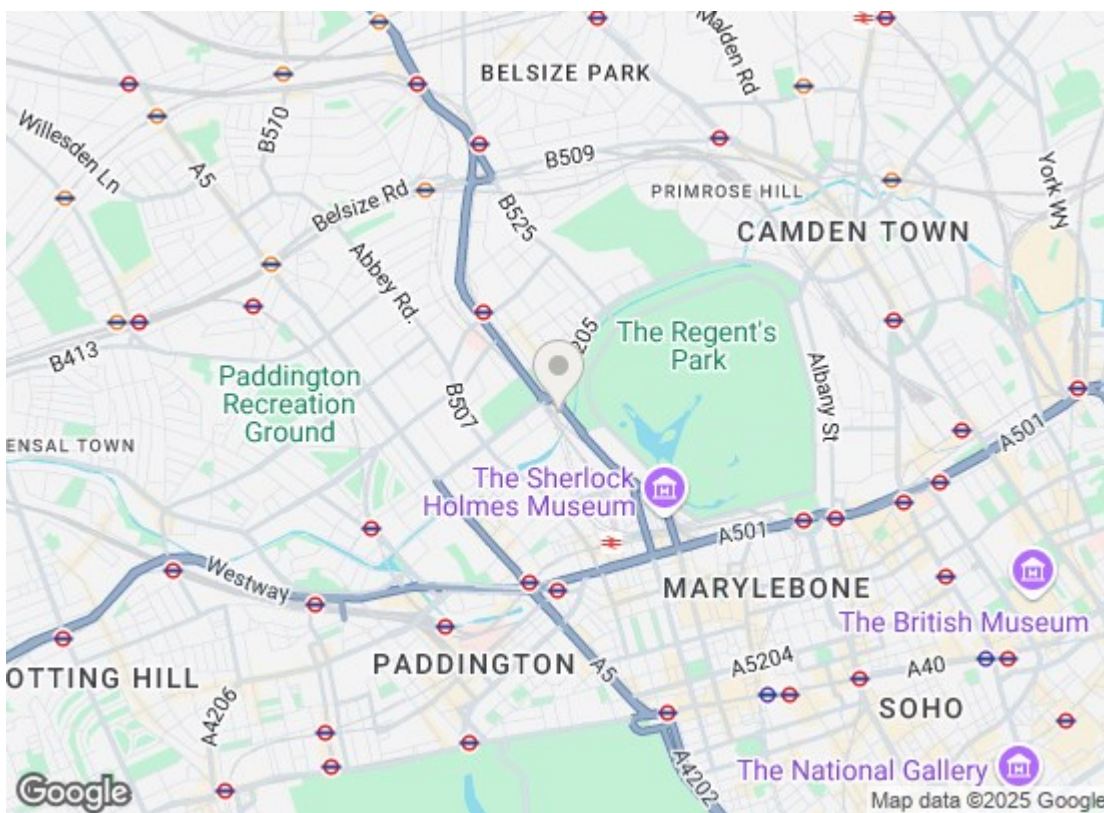 Malden Rd
BELSIZE PARK
Willesden Ln
B570
A5
B509
York Wy
PRIMROSE HILL
Belsize Rd
B525
CAMDEN TOWN
Abbey Rd.
205
The Regent's
Park
B413
Paddington
Recreation
Ground
B507
Albany St
ENSAL TOWN
A501
The Sherlock
Holmes Museum
A501
Westway
MARYLEBONE
The British Museum
PADDINGTON
A5
A5204
A40
OTTING HILL
A4206
SOHO
A4202
The National Gallery
Google
Map data ©2025 Google